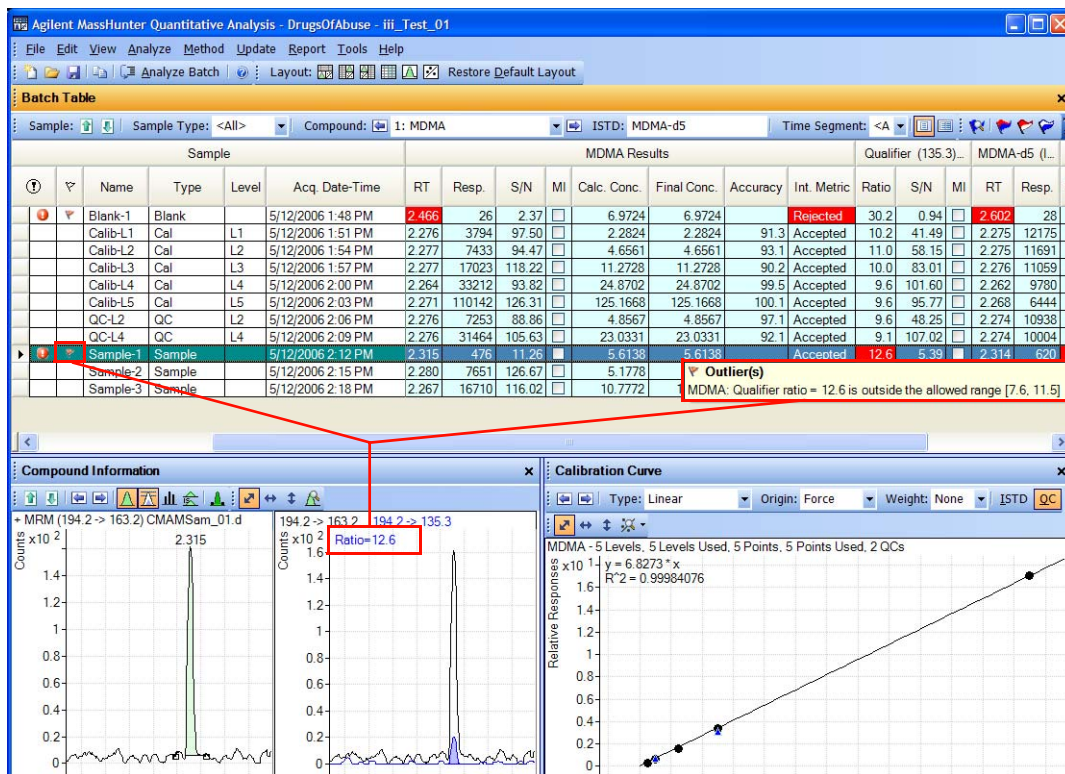 Agilent MassHunter Quantitative Analysis - DrugsOfAbuse - iii_Test_01
File Edit View Analyze Method Update Report Tools Help
Analyze Batch Layout: Restore Default Layout
Batch Table
Sample: Sample Type: <All> Compound: 1: MDMA ISTD: MDMA-d5 Time Segment: <A
Sample MDMA Results Qualifier (135.3)... MDMA-d5 (I...
Name Type Level Acq. Date-Time RT Resp. S/N MI Calc. Conc. Final Conc. Accuracy Int. Metric Ratio S/N MI RT Resp.
Blank-1 Blank 5/12/2006 1:48 PM 2.466 26 2.37 6.9724 6.9724 Rejected 30.2 0.94 2.602 28
Calib-L1 Cal L1 5/12/2006 1:51 PM 2.276 3794 97.50 2.2824 2.2824 91.3 Accepted 10.2 41.49 2.275 12175
Calib-L2 Cal L2 5/12/2006 1:54 PM 2.277 7433 94.47 4.6561 4.6561 93.1 Accepted 11.0 58.15 2.275 11691
Calib-L3 Cal L3 5/12/2006 1:57 PM 2.277 17023 118.22 11.2728 11.2728 90.2 Accepted 10.0 83.01 2.276 11059
Calib-L4 Cal L4 5/12/2006 2:00 PM 2.264 33212 93.82 24.8702 24.8702 99.5 Accepted 9.6 101.60 2.262 9780
Calib-L5 Cal L5 5/12/2006 2:03 PM 2.271 110142 126.31 125.1668 125.1668 100.1 Accepted 9.6 95.77 2.268 6444
QC-L2 QC L2 5/12/2006 2:06 PM 2.276 7253 88.86 4.8567 4.8567 97.1 Accepted 9.6 48.25 2.274 10938
QC-L4 QC L4 5/12/2006 2:09 PM 2.276 31464 105.63 23.0331 23.0331 92.1 Accepted 9.1 107.02 2.274 10004
Sample-1 Sample 5/12/2006 2:12 PM 2.315 476 11.26 5.6138 5.6138 Accepted 12.6 5.39 2.314 620
Sample-2 Sample 5/12/2006 2:15 PM 2.280 7651 126.67 5.1778
Sample-3 Sample 5/12/2006 2:18 PM 2.267 16710 116.02 10.7772 1
Outlier(s)
MDMA: Qualifier ratio = 12.6 is outside the allowed range [7.6, 11.5]
Compound Information
+ MRM (194.2 -> 163.2) CMAMSam_01.d
Counts x10 2
2.315
1.4
1.2
1
0.8
0.6
0.4
0.2
0
194.2 -> 163.2 194.2 -> 135.3
Counts x10 2 Ratio=12.6
1.6
1.4
1.2
1
0.8
0.6
0.4
0.2
0
Calibration Curve
Type: Linear Origin: Force Weight: None ISTD QC
MDMA - 5 Levels, 5 Levels Used, 5 Points, 5 Points Used, 2 QCs
Relative Responses x10 1
y = 6.8273 * x
R^2 = 0.99984076
1.6
1.4
1.2
1
0.8
0.6
0.4
0.2
0